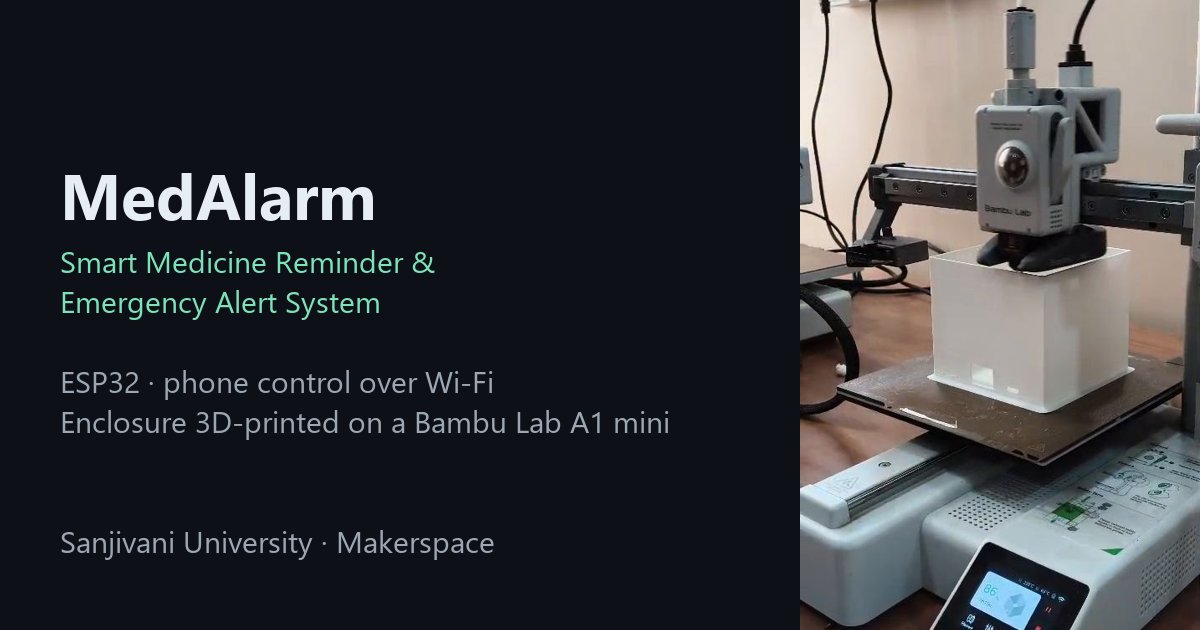 MedAlarm
Smart Medicine Reminder &
Emergency Alert System
ESP32 · phone control over Wi-Fi
Enclosure 3D-printed on a Bambu Lab A1 mini
Sanjivani University · Makerspace
Bambu Lab
86